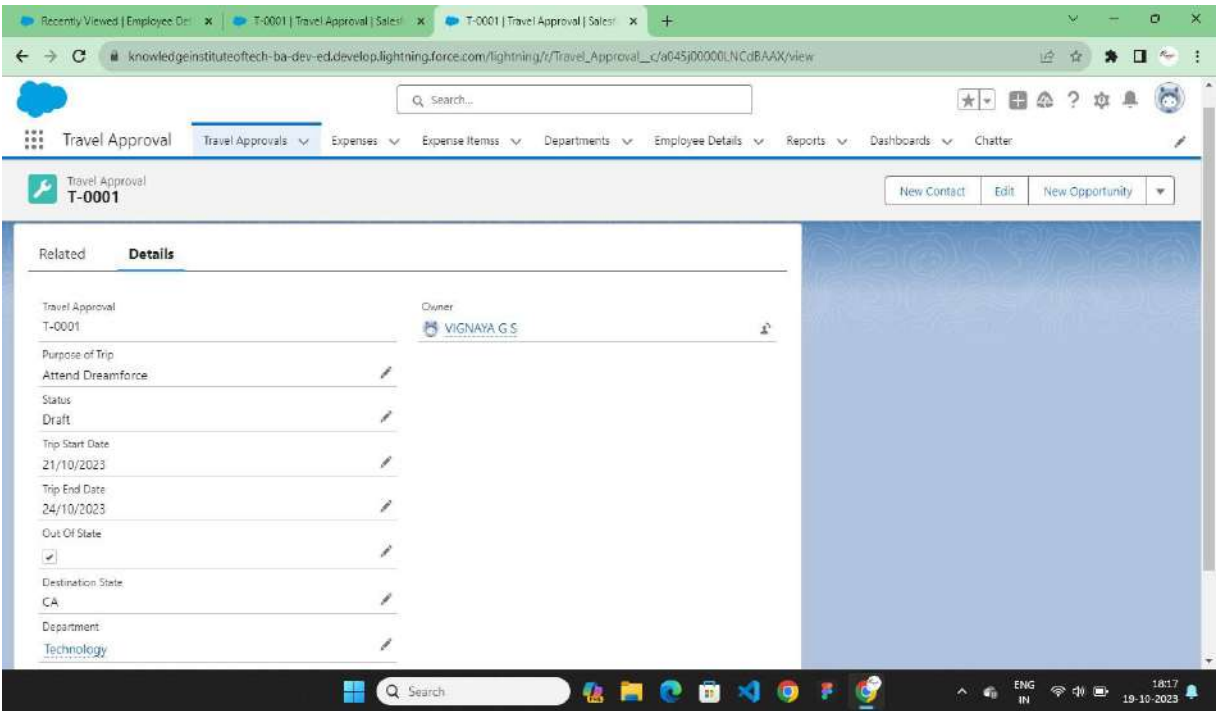 Recently Viewed | Employee Det
T-0001 | Travel Approval | Salesf
T-0001 | Travel Approval | Salesf
knowledgeinstituteoftech-ba-dev-ed.develop.lightning.force.com/lightning/r/Travel_Approval__c/a045j00000LNCdBAAX/view
Search...
Travel Approval
Travel Approvals
Expenses
Expense Itemss
Departments
Employee Details
Reports
Dashboards
Chatter
Travel Approval
T-0001
New Contact
Edit
New Opportunity
Related
Details
Travel Approval
T-0001
Owner
VIGNAYA G S
Purpose of Trip
Attend Dreamforce
Status
Draft
Trip Start Date
21/10/2023
Trip End Date
24/10/2023
Out Of State
Destination State
CA
Department
Technology
Search
ENG
IN
18:17
19-10-2023